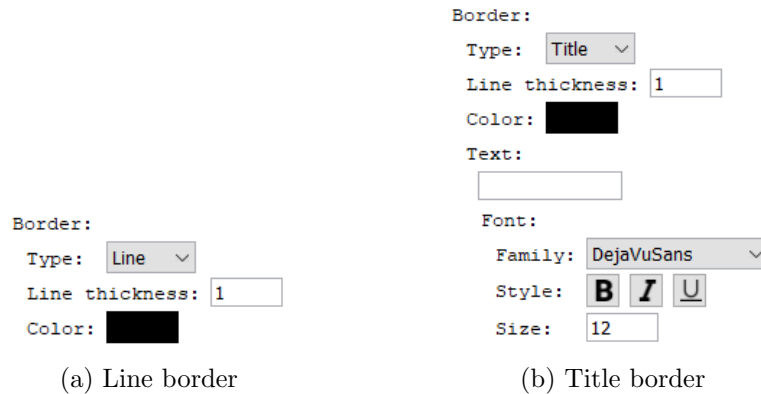 Border:
Type: Line
Line thickness: 1
Color:
(a) Line border
Border:
Type: Title
Line thickness: 1
Color:
Text:
Font:
Family: DejaVuSans
Style: B I U
Size: 12
(b) Title border